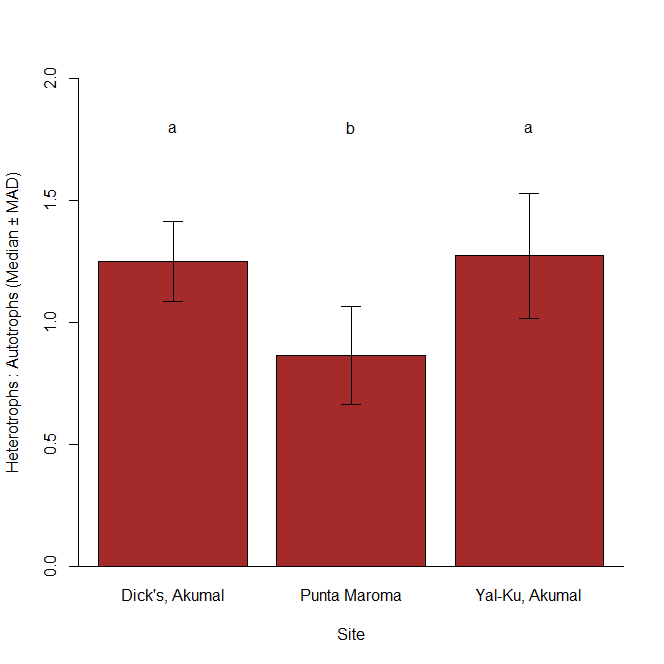 Heterotrophs : Autotrophs (Median ± MAD)
2.0
1.5
1.0
0.5
0.0
a b a
Dick's, Akumal Punta Maroma Yal-Ku, Akumal
Site